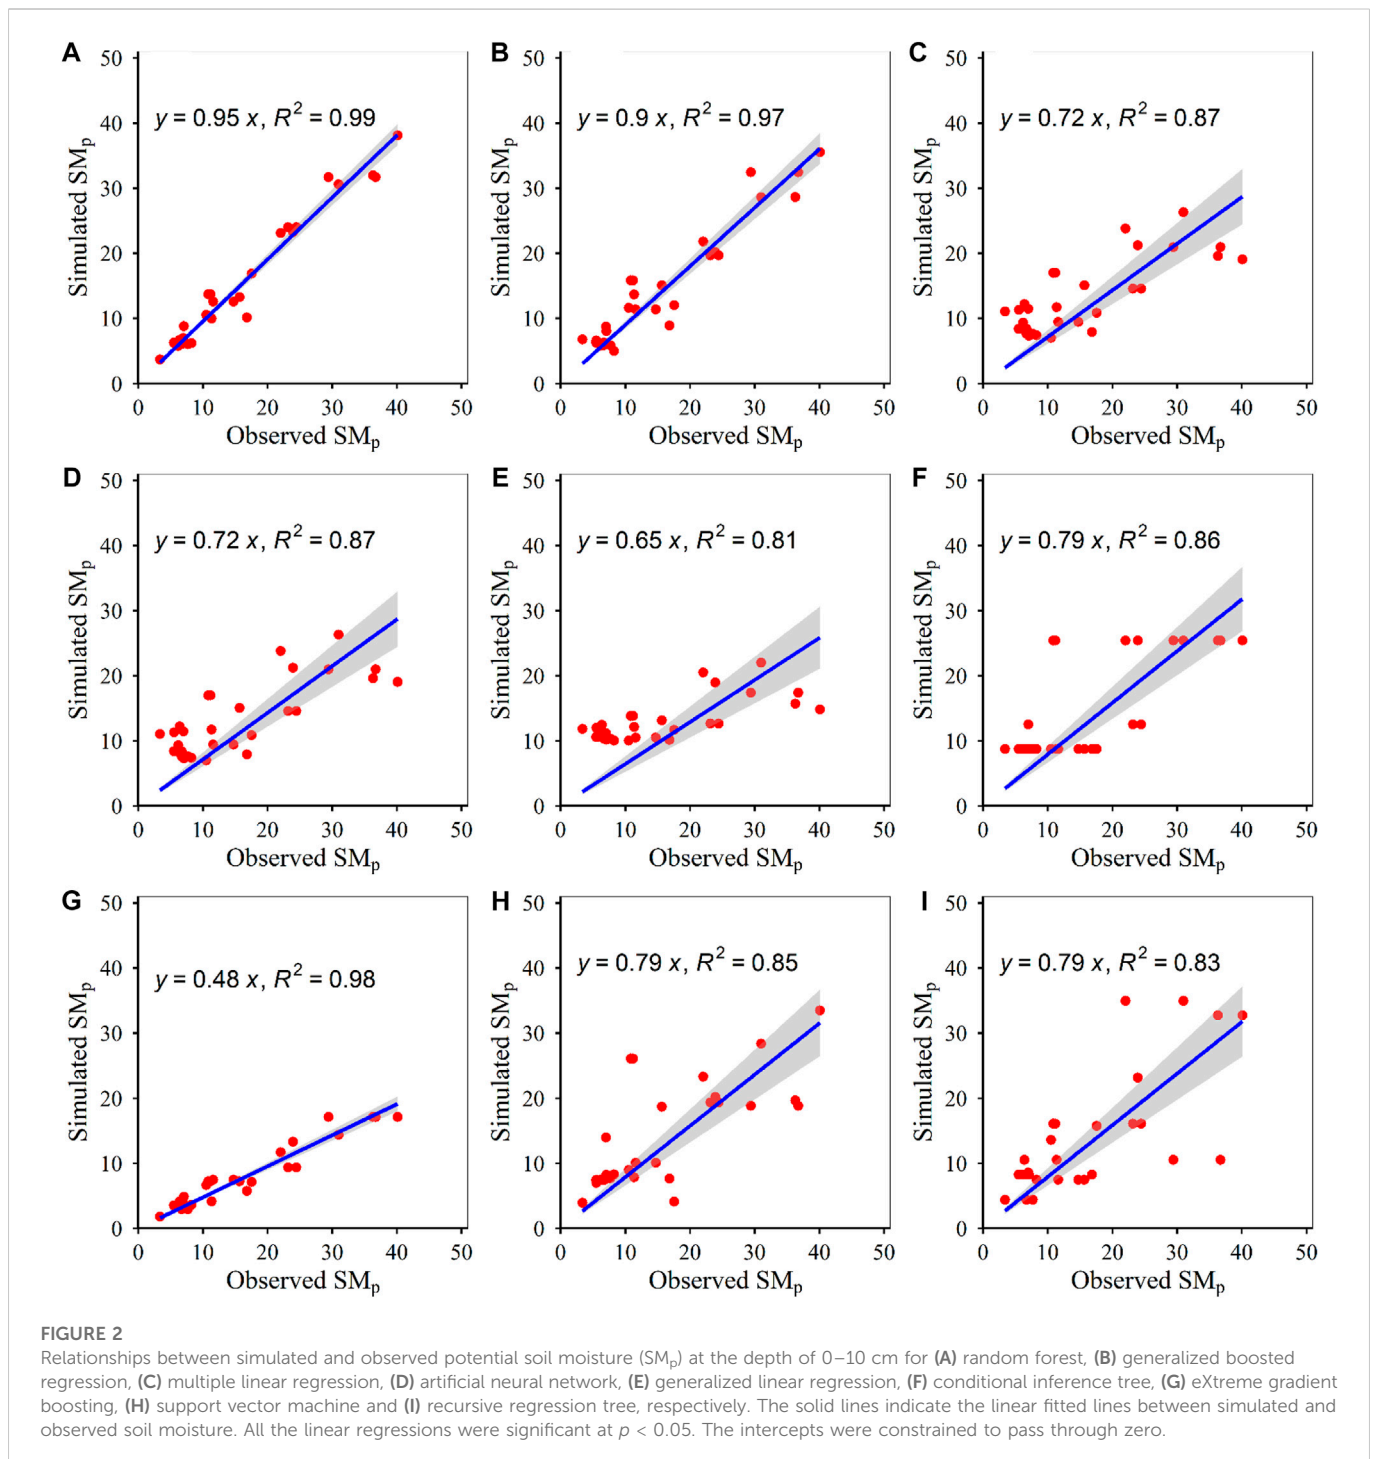 A
50
40
30
20
10
0
y = 0.95 x, R² = 0.99
Simulated SMp
0 10 20 30 40 50
Observed SMp
B
50
40
30
20
10
0
y = 0.9 x, R² = 0.97
Simulated SMp
0 10 20 30 40 50
Observed SMp
C
50
40
30
20
10
0
y = 0.72 x, R² = 0.87
Simulated SMp
0 10 20 30 40 50
Observed SMp
D
50
40
30
20
10
0
y = 0.72 x, R² = 0.87
Simulated SMp
0 10 20 30 40 50
Observed SMp
E
50
40
30
20
10
0
y = 0.65 x, R² = 0.81
Simulated SMp
0 10 20 30 40 50
Observed SMp
F
50
40
30
20
10
0
y = 0.79 x, R² = 0.86
Simulated SMp
0 10 20 30 40 50
Observed SMp
G
50
40
30
20
10
0
y = 0.48 x, R² = 0.98
Simulated SMp
0 10 20 30 40 50
Observed SMp
H
50
40
30
20
10
0
y = 0.79 x, R² = 0.85
Simulated SMp
0 10 20 30 40 50
Observed SMp
I
50
40
30
20
10
0
y = 0.79 x, R² = 0.83
Simulated SMp
0 10 20 30 40 50
Observed SMp
FIGURE 2
Relationships between simulated and observed potential soil moisture (SMp) at the depth of 0–10 cm for (A) random forest, (B) generalized boosted
regression, (C) multiple linear regression, (D) artificial neural network, (E) generalized linear regression, (F) conditional inference tree, (G) eXtreme gradient
boosting, (H) support vector machine and (I) recursive regression tree, respectively. The solid lines indicate the linear fitted lines between simulated and
observed soil moisture. All the linear regressions were significant at p < 0.05. The intercepts were constrained to pass through zero.